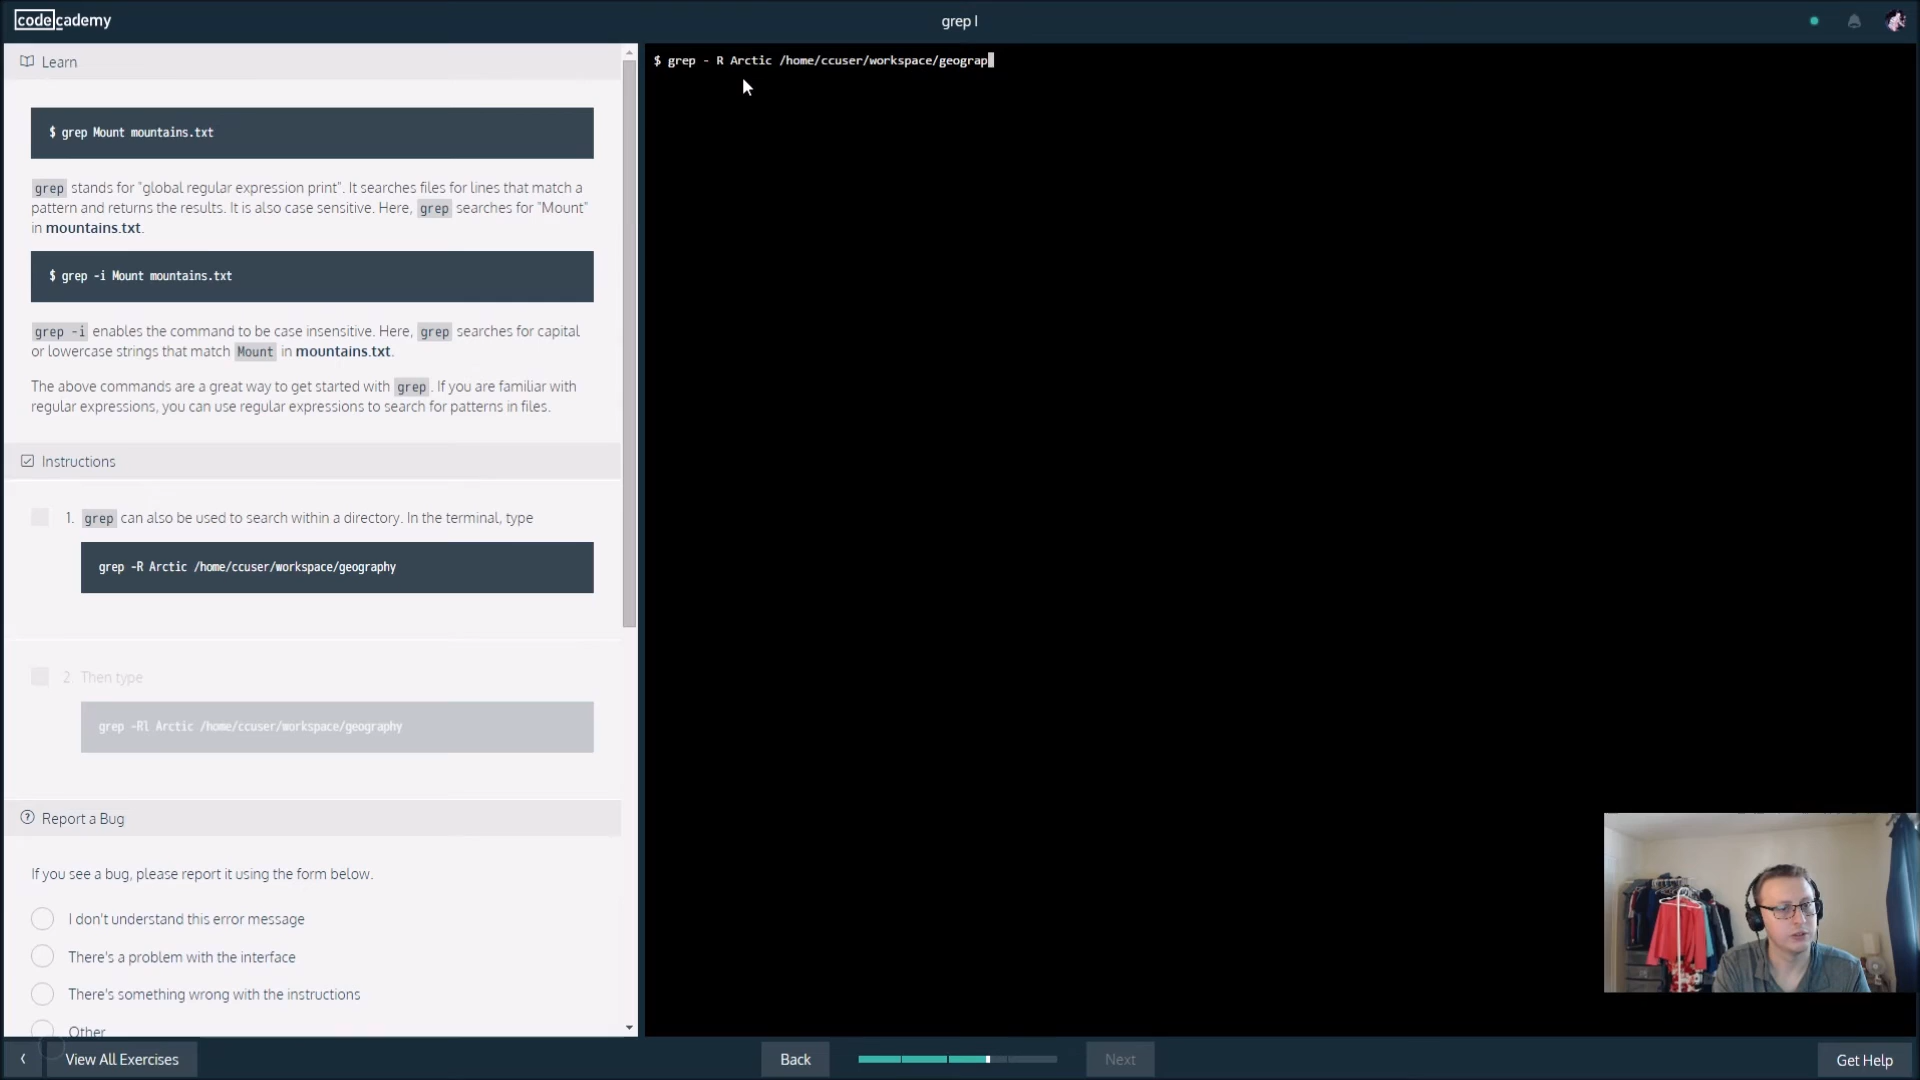 codecademy
grep I
Learn
$ grep Mount mountains.txt
grep stands for "global regular expression print". It searches files for lines that match a
pattern and returns the results. It is also case sensitive. Here, grep searches for "Mount"
in mountains.txt.
$ grep -i Mount mountains.txt
grep -i enables the command to be case insensitive. Here, grep searches for capital
or lowercase strings that match Mount in mountains.txt.
The above commands are a great way to get started with grep. If you are familiar with
regular expressions, you can use regular expressions to search for patterns in files.
Instructions
1. grep can also be used to search within a directory. In the terminal, type
grep -R Arctic /home/ccuser/workspace/geography
2. Then type
grep -Rl Arctic /home/ccuser/workspace/geography
Report a Bug
If you see a bug, please report it using the form below.
I don't understand this error message
There's a problem with the interface
There's something wrong with the instructions
Other
$ grep - R Arctic /home/ccuser/workspace/geograp
View All Exercises
Back
Next
Get Help